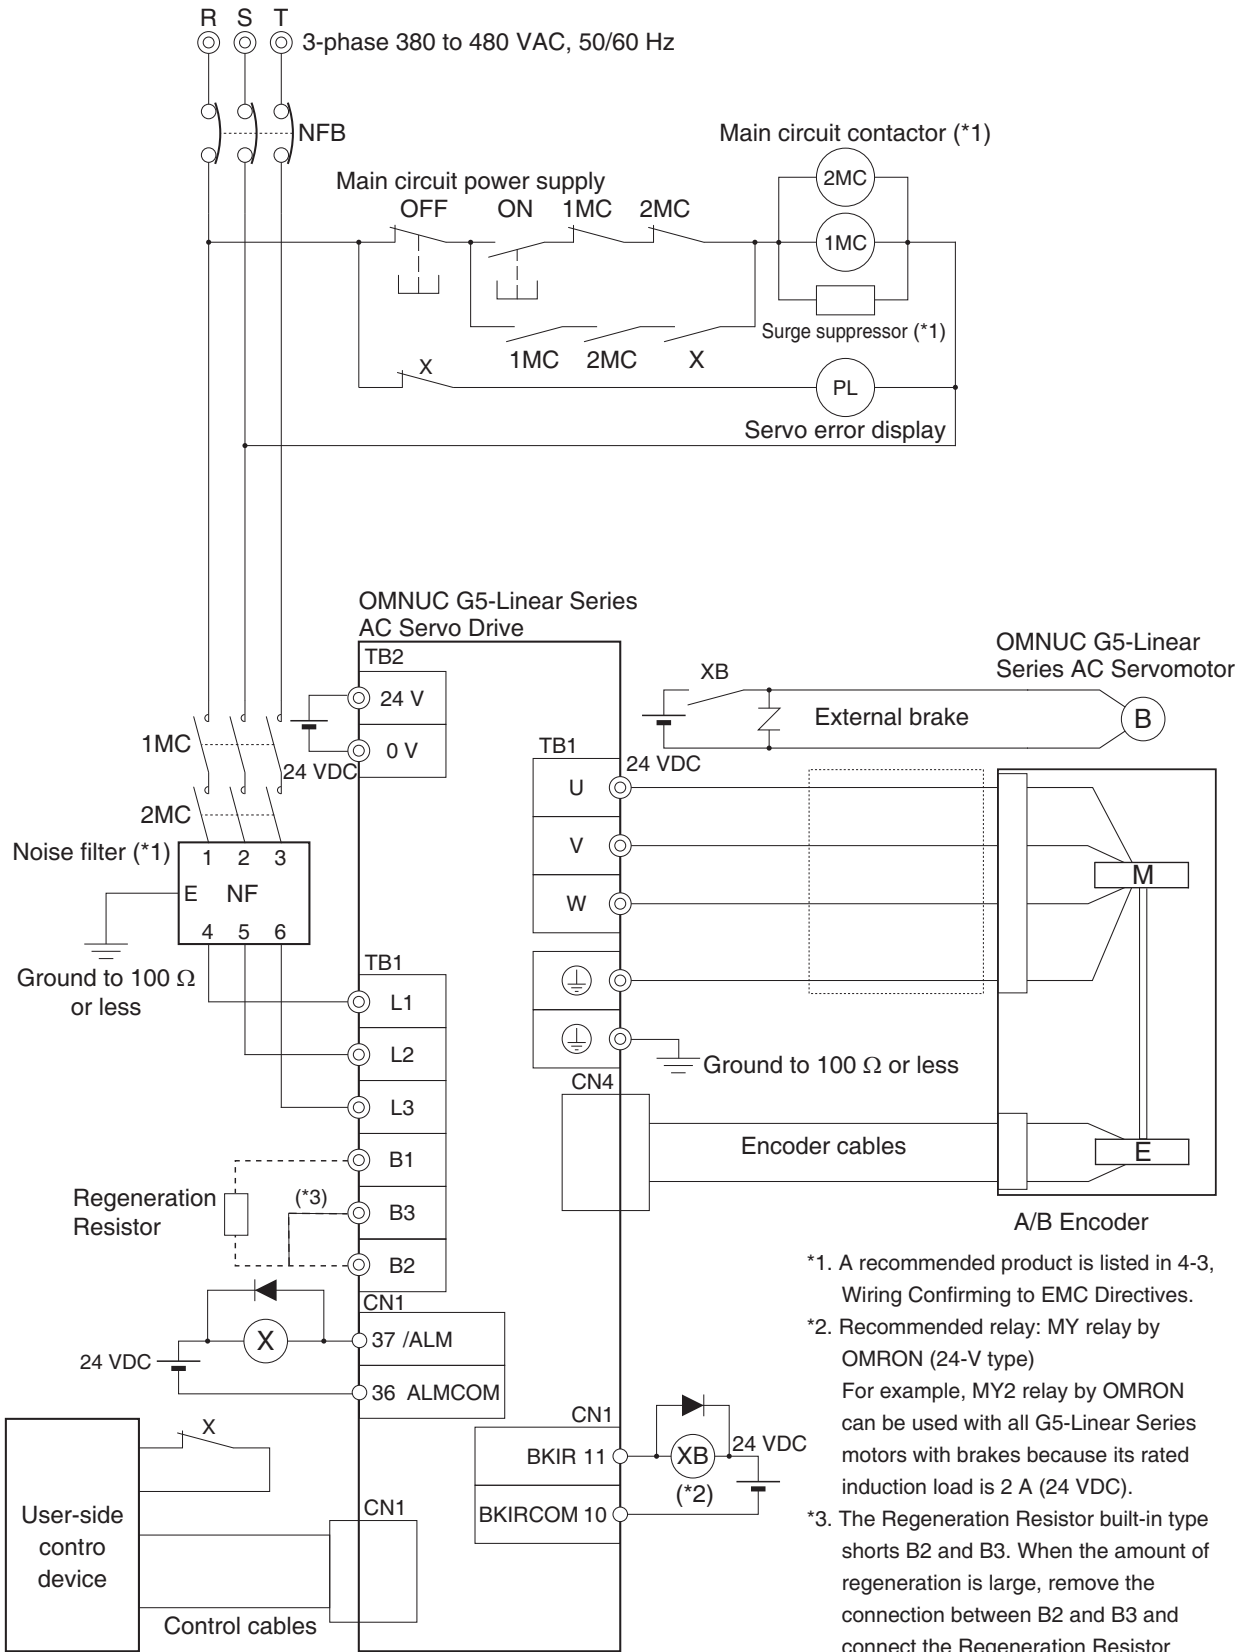 R S T
3-phase 380 to 480 VAC, 50/60 Hz
NFB
Main circuit contactor (*1)
Main circuit power supply
OFF ON 1MC 2MC
2MC
1MC
Surge suppressor (*1)
1MC 2MC X
X
PL
Servo error display
OMNUC G5-Linear Series
AC Servo Drive
OMNUC G5-Linear
Series AC Servomotor
TB2
24 V
0 V
24 VDC
XB
External brake
B
24 VDC
1MC
2MC
Noise filter (*1)
1 2 3
E NF
4 5 6
Ground to 100 Ω
or less
TB1
U
V
W
M
Ground to 100 Ω or less
TB1
L1
L2
L3
B1
B3
B2
CN4
Encoder cables
E
A/B Encoder
Regeneration
Resistor
(*3)
CN1
X
37 /ALM
24 VDC
36 ALMCOM
CN1
BKIR 11
XB
24 VDC
(*2)
BKIRCOM 10
X
User-side
contro
device
CN1
Control cables
*1. A recommended product is listed in 4-3,
Wiring Confirming to EMC Directives.
*2. Recommended relay: MY relay by
OMRON (24-V type)
For example, MY2 relay by OMRON
can be used with all G5-Linear Series
motors with brakes because its rated
induction load is 2 A (24 VDC).
*3. The Regeneration Resistor built-in type
shorts B2 and B3. When the amount of
regeneration is large, remove the
connection between B2 and B3 and
connect the Regeneration Resistor